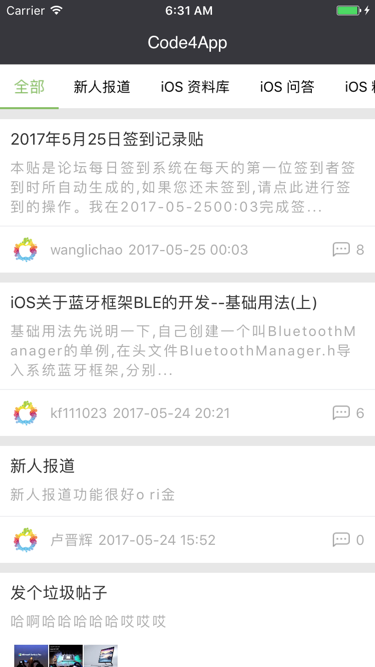 Carrier 6:31 AM
Code4App
全部 新人报道 iOS 资料库 iOS 问答 iOS
2017年5月25日签到记录贴
本贴是论坛每日签到系统在每天的第一位签到者签
到时所自动生成的,如果您还未签到,请点此进行签
到的操作。我在2017-05-2500:03完成签...
wanglichao 2017-05-25 00:03 8
iOS关于蓝牙框架BLE的开发--基础用法(上)
基础用法先说明一下,自己创建一个叫BluetoothM
anager的单例,在头文件BluetoothManager.h导
入系统蓝牙框架,分别...
kf111023 2017-05-24 20:21 6
新人报道
新人报道功能很好o ri金
卢晋辉 2017-05-24 15:52 0
发个垃圾帖子
哈啊哈哈哈哈哈哎哎哎